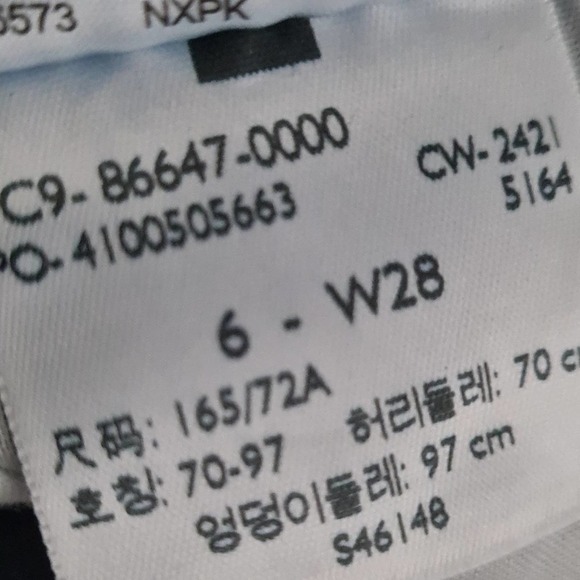 6573 NXPK
C9-86647-0000 CW-2421
PO-4100505663 5164
6 - W28
尺码: 165/72A
호칭: 70-97 허리둘레: 70 c
엉덩이둘레: 97 cm
S46148